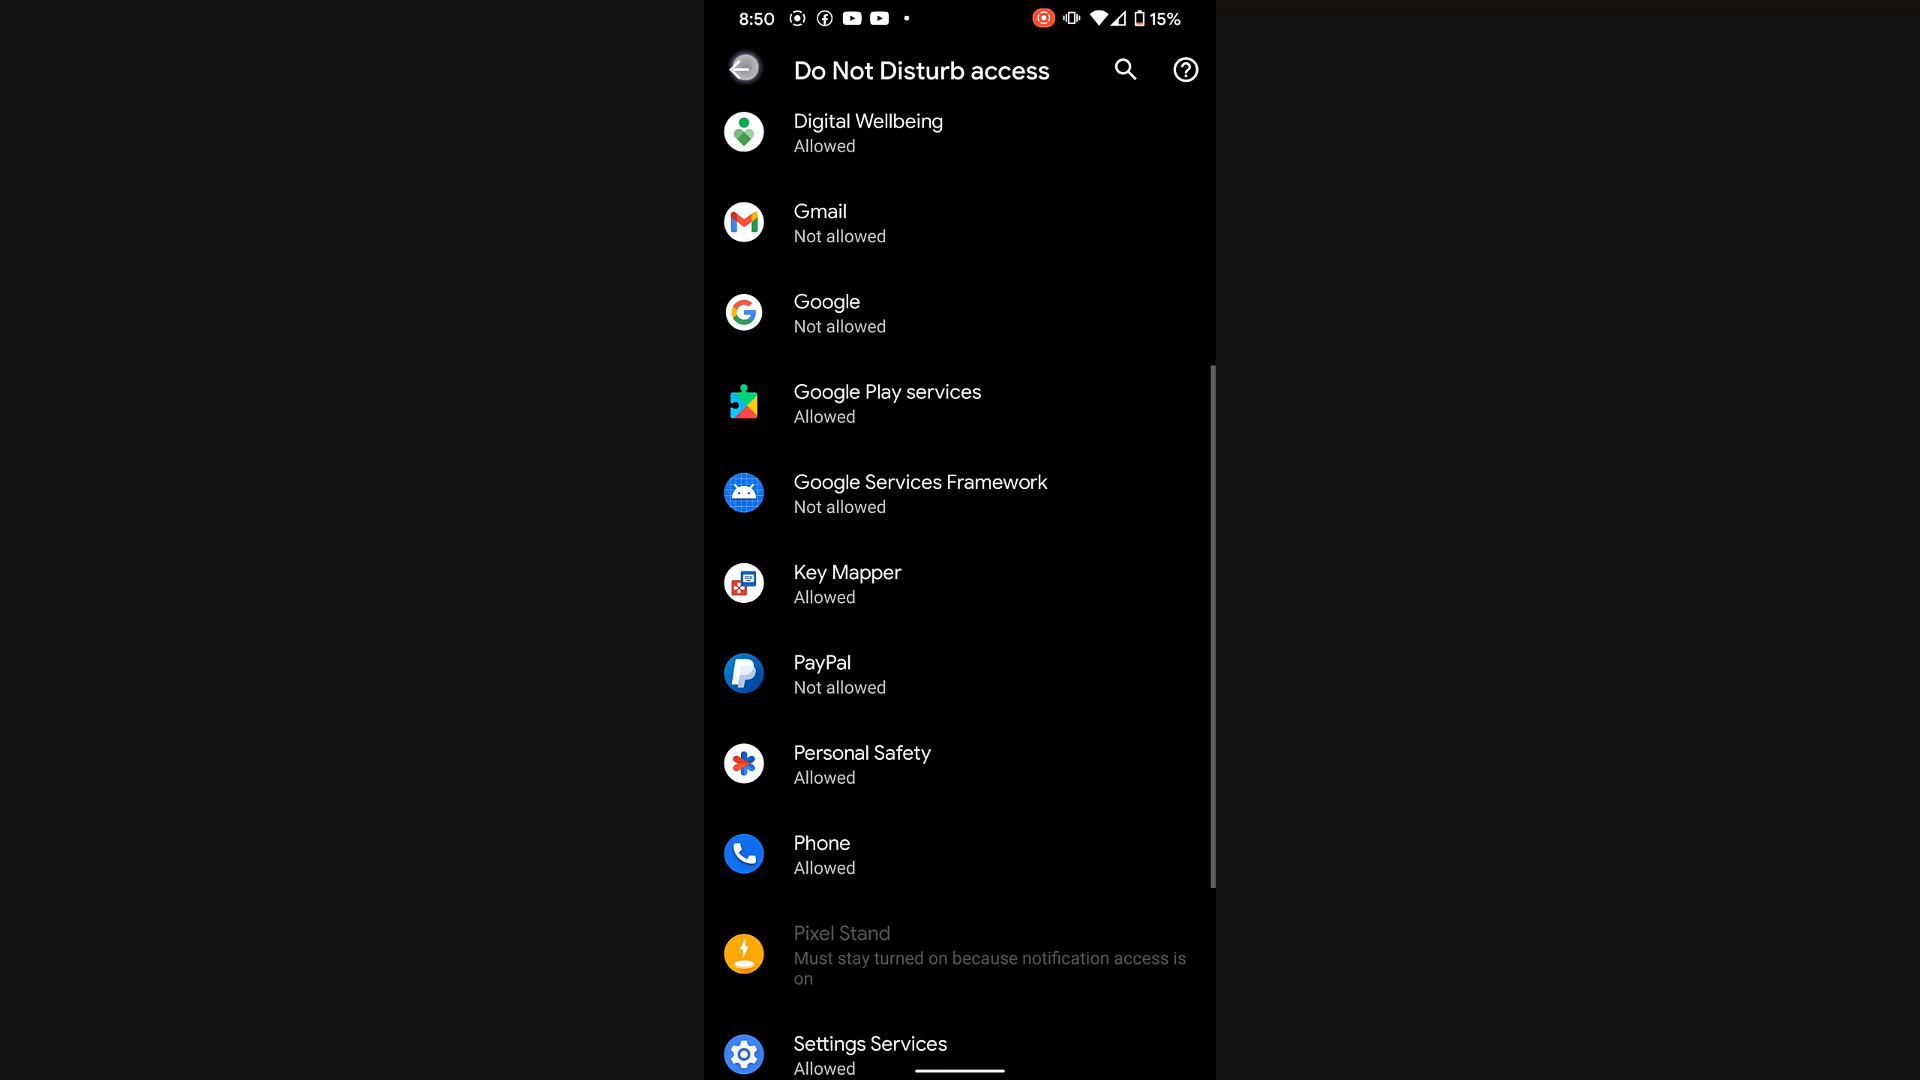 8:50
15%
Do Not Disturb access
Digital Wellbeing
Allowed
Gmail
Not allowed
Google
Not allowed
Google Play services
Allowed
Google Services Framework
Not allowed
Key Mapper
Allowed
PayPal
Not allowed
Personal Safety
Allowed
Phone
Allowed
Pixel Stand
Must stay turned on because notification access is
on
Settings Services
Allowed